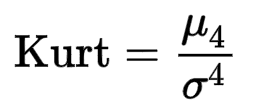 Kurt = μ₄ / σ⁴